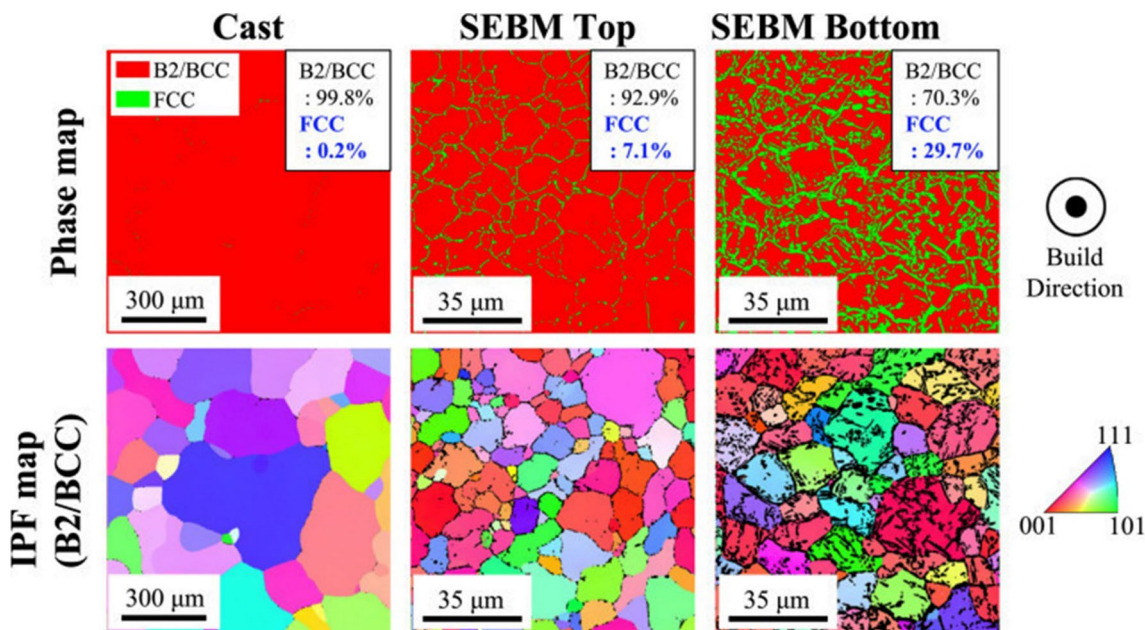 Cast
SEBM Top
SEBM Bottom
Phase map
B2/BCC
FCC
B2/BCC
: 99.8%
FCC
: 0.2%
300 μm
B2/BCC
: 92.9%
FCC
: 7.1%
35 μm
B2/BCC
: 70.3%
FCC
: 29.7%
35 μm
Build
Direction
IPF map
(B2/BCC)
300 μm
35 μm
35 μm
111
001
101